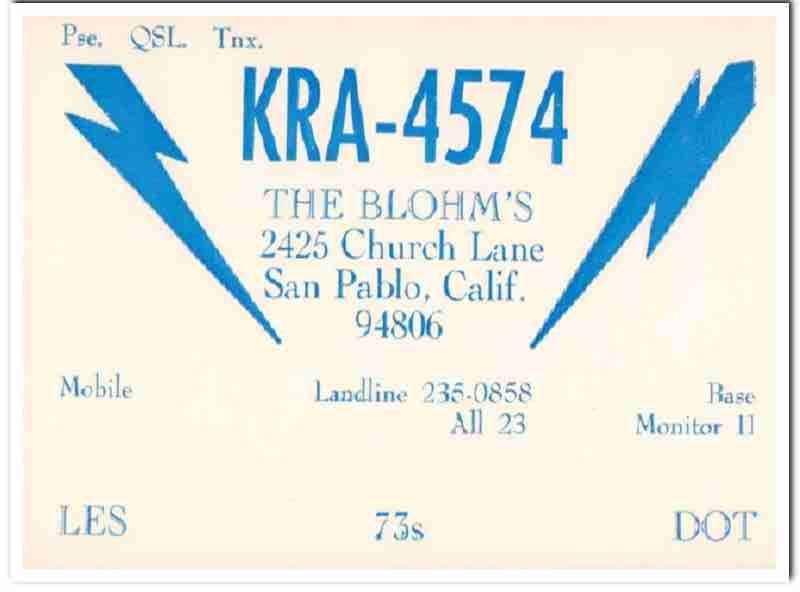 Pse. QSL. Tnx.
KRA-4574
THE BLOHM'S
2425 Church Lane
San Pablo, Calif.
94806
Mobile Landline 235-0858 Base
All 23 Monitor 11
LES 73s DOT